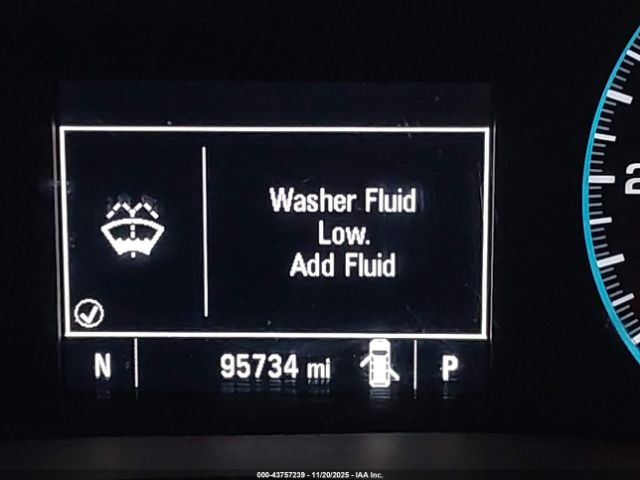 Washer Fluid
Low.
Add Fluid
N 95734 mi P
000-43757239 - 11/20/2025 - IAA Inc.